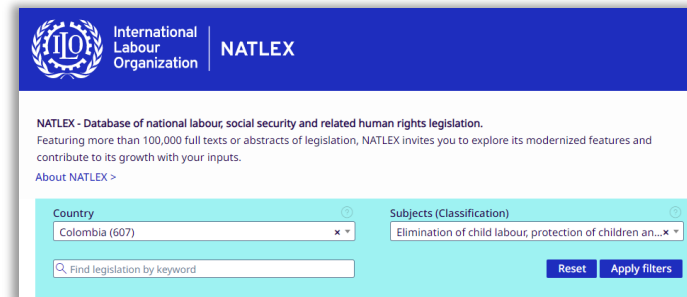 ILO
International
Labour
Organization
NATLEX
NATLEX - Database of national labour, social security and related human rights legislation.
Featuring more than 100,000 full texts or abstracts of legislation, NATLEX invites you to explore its modernized features and
contribute to its growth with your inputs.
About NATLEX >
Country ? Subjects (Classification) ?
Colombia (607) × Elimination of child labour, protection of children an...×
Find legislation by keyword Reset Apply filters